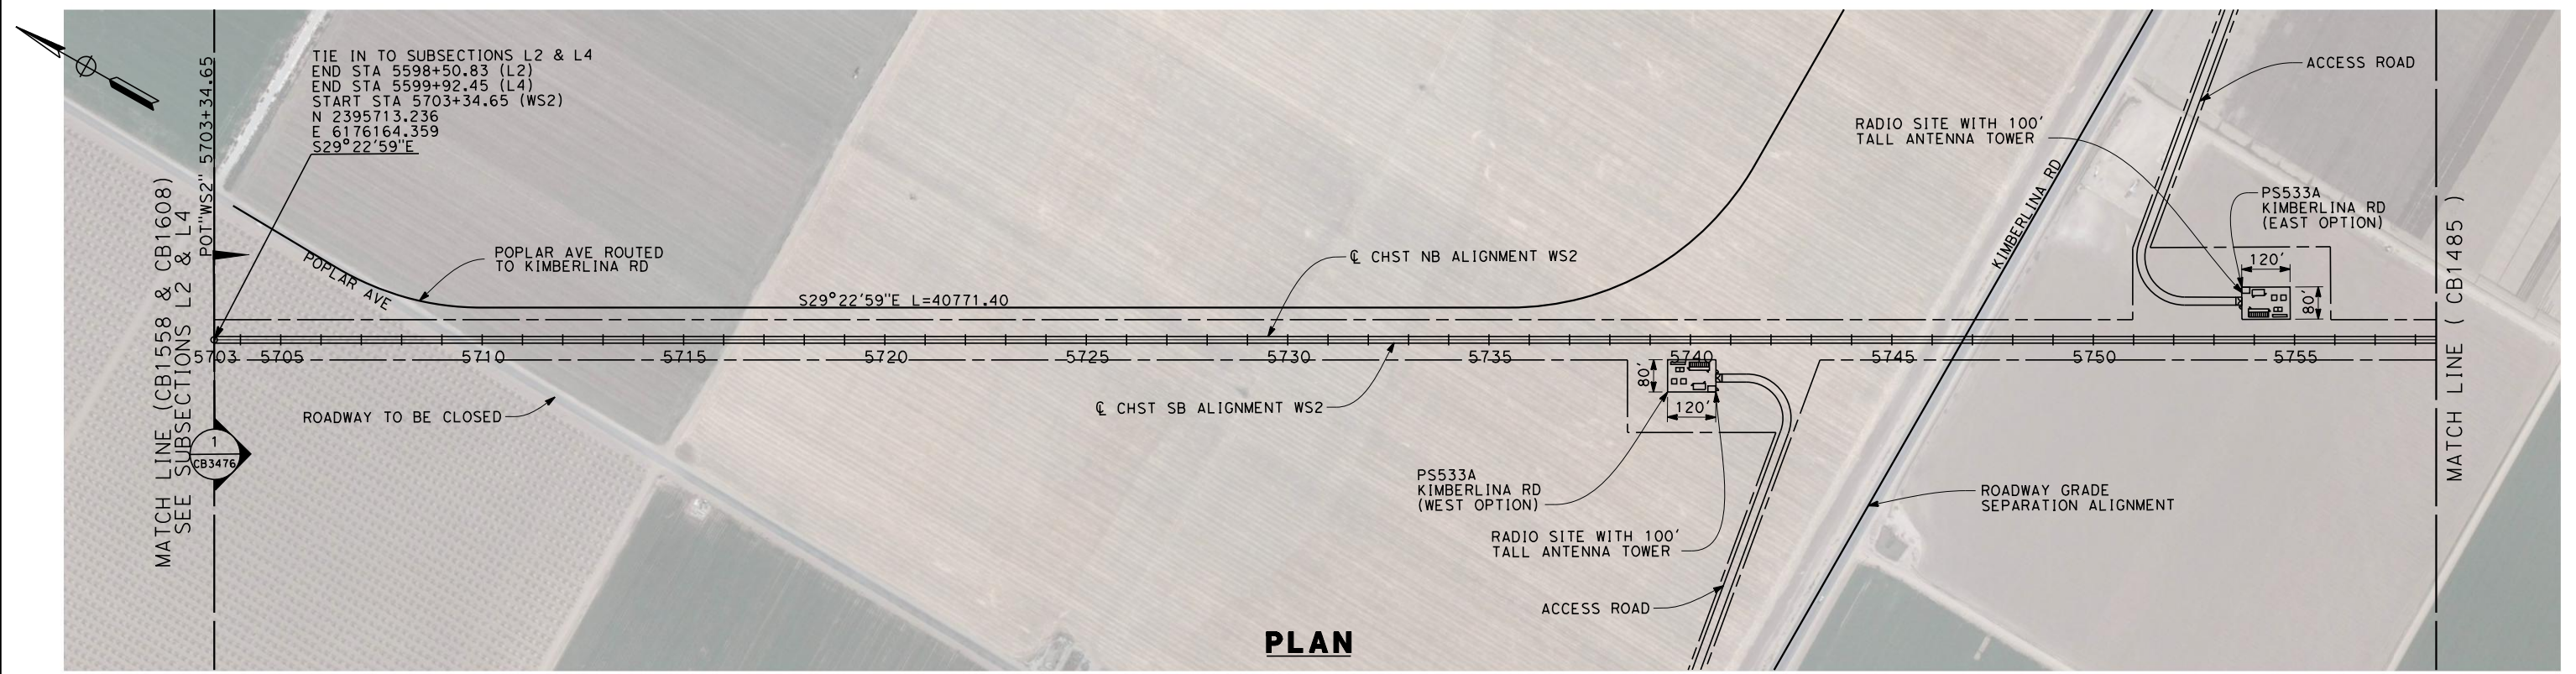 TIE IN TO SUBSECTIONS L2 & L4
END STA 5598+50.83 (L2)
END STA 5599+92.45 (L4)
START STA 5703+34.65 (WS2)
N 2395713.236
E 6176164.359
S29°22'59"E
POT"WS2" 5703+34.65
MATCH LINE (CB1558 & CB1608)
SEE SUBSECTIONS L2 & L4
1
CB3476
POPLAR AVE
POPLAR AVE ROUTED
TO KIMBERLINA RD
S29°22'59"E L=40771.40
℄ CHST NB ALIGNMENT WS2
5703 5705 5710 5715 5720 5725 5730 5735 5740 5745 5750 5755
ROADWAY TO BE CLOSED
℄ CHST SB ALIGNMENT WS2
80'
120'
PS533A
KIMBERLINA RD
(WEST OPTION)
RADIO SITE WITH 100'
TALL ANTENNA TOWER
ACCESS ROAD
KIMBERLINA RD
ROADWAY GRADE
SEPARATION ALIGNMENT
RADIO SITE WITH 100'
TALL ANTENNA TOWER
ACCESS ROAD
PS533A
KIMBERLINA RD
(EAST OPTION)
120'
80'
MATCH LINE ( CB1485 )
PLAN